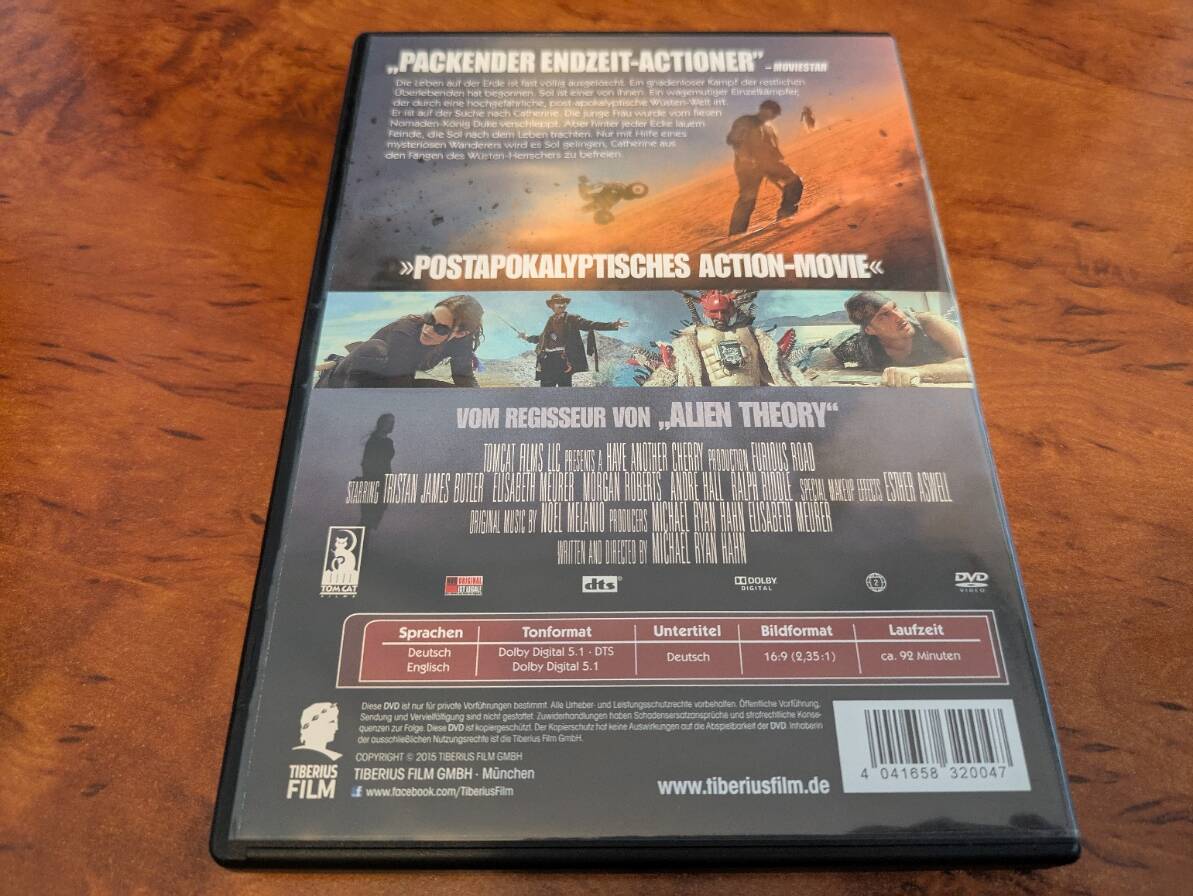 „PACKENDER ENDZEIT-ACTIONER” – MOVIESTAR
Die Leben auf der Erde ist fast völlig ausgelöscht. Ein gnadenloser Kampf der restlichen
Überlebenden hat begonnen. Sol ist einer von ihnen. Ein wagemutiger Einzelkämpfer,
der durch eine hochgefährliche, post-apokalyptische Wüsten-Welt irrt.
Er ist auf der Suche nach Catherine. Die junge Frau wurde vom fiesen
Nomaden-König Duke verschleppt. Aber hinter jeder Ecke lauern
Feinde, die Sol nach dem Leben trachten. Nur mit Hilfe eines
mysteriösen Wanderers wird es Sol gelingen, Catherine aus
den Fängen des Wüsten-Herrschers zu befreien.
»POSTAPOKALYPTISCHES ACTION-MOVIE«
VOM REGISSEUR VON „ALIEN THEORY“
TOMCAT FILMS LLC PRESENTS A HAVE ANOTHER CHERRY PRODUCTION FURIOUS ROAD
STARRING TRISTAN JAMES BUTLER ELISABETH MEURER MORGAN ROBERTS ANDRE HALL RALPH RIDDLE SPECIAL MAKEUP EFFECTS ESTHER ASWELL
ORIGINAL MUSIC BY NOEL MELANIO PRODUCERS MICHAEL RYAN HAHN ELISABETH MEURER
WRITTEN AND DIRECTED BY MICHAEL RYAN HAHN
TOM CAT
FILMS
ORIGINAL
IST LEGAL
dts®
DOLBY
DIGITAL
2
DVD
VIDEO
Sprachen Tonformat Untertitel Bildformat Laufzeit
Deutsch Dolby Digital 5.1 · DTS Deutsch 16:9 (2,35:1) ca. 92 Minuten
Englisch Dolby Digital 5.1
Diese DVD ist nur für private Vorführungen bestimmt. Alle Urheber- und Leistungsschutzrechte vorbehalten. Öffentliche Vorführung,
Sendung und Vervielfältigung sind nicht gestattet. Zuwiderhandlungen haben Schadensersatzansprüche und strafrechtliche Konse-
quenzen zur Folge. Diese DVD ist kopiergeschützt. Der Kopierschutz hat keine Auswirkungen auf die Abspielbarkeit der DVD. Inhaberin
der ausschließlichen Nutzungsrechte ist die Tiberius Film GmbH.
COPYRIGHT © 2015 TIBERIUS FILM GMBH
TIBERIUS FILM GMBH · München
f www.facebook.com/TiberiusFilm
TIBERIUS
FILM
www.tiberiusfilm.de
4 041658 320047